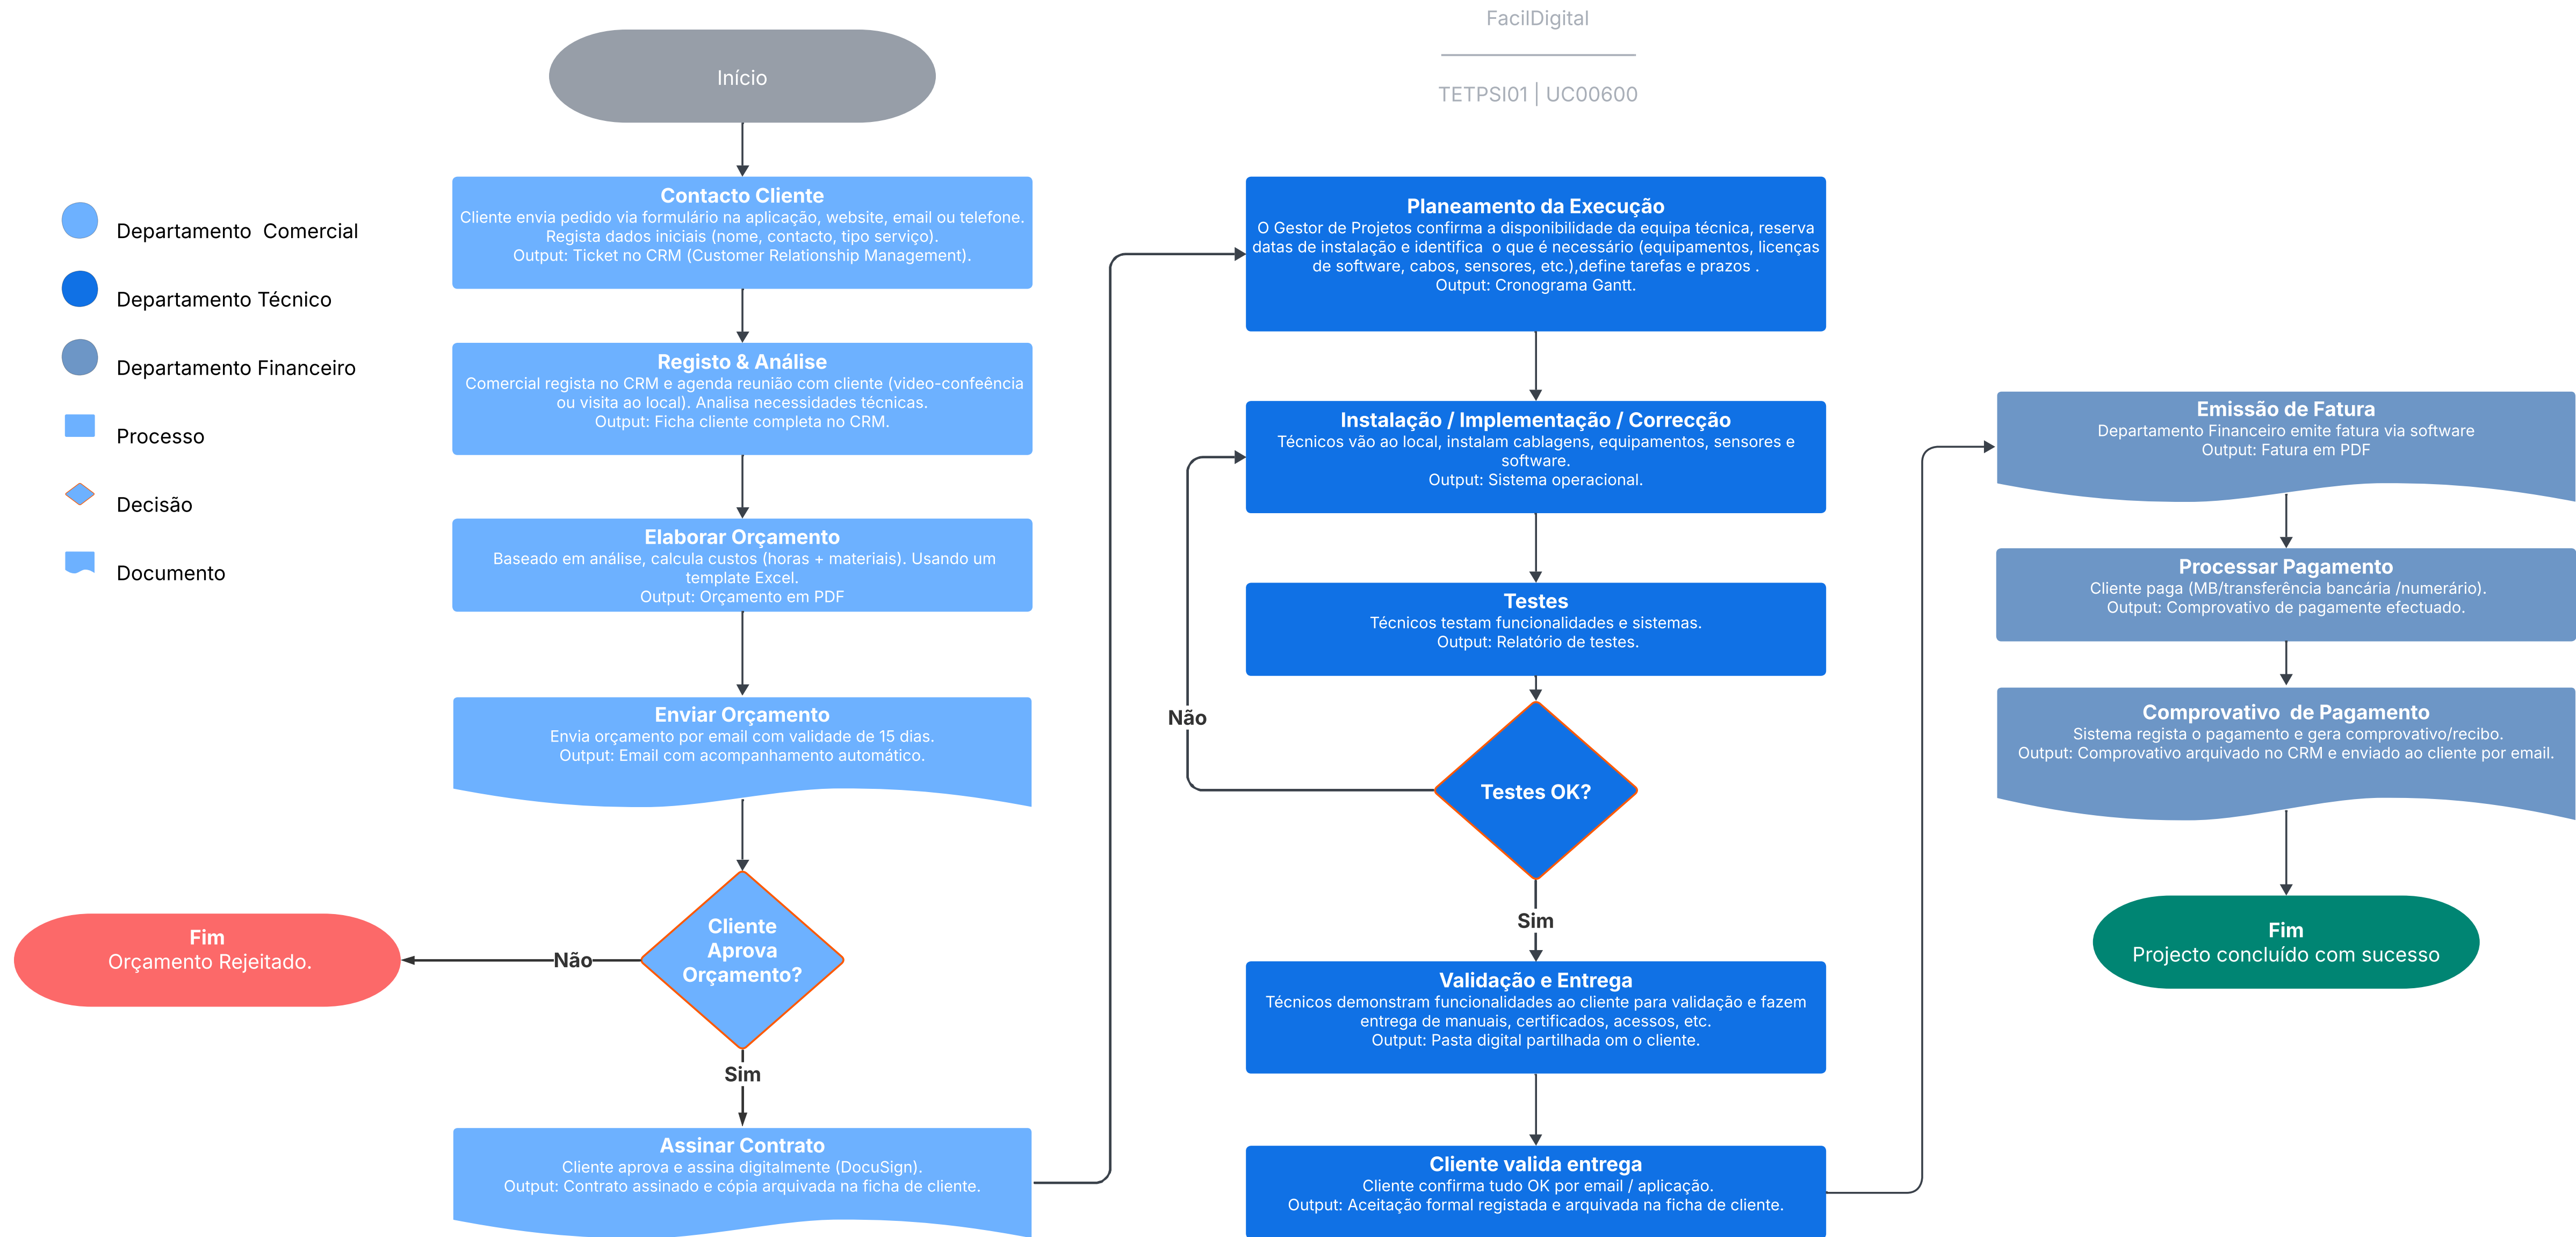 FacilDigital
TETPSI01 | UC00600
Departamento  Comercial
Departamento Técnico
Departamento Financeiro
Processo
Decisão
Documento
Início
Contacto Cliente
Cliente envia pedido via formulário na aplicação, website, email ou telefone.
Regista dados iniciais (nome, contacto, tipo serviço).
Output: Ticket no CRM (Customer Relationship Management).
Registo & Análise
Comercial regista no CRM e agenda reunião com cliente (video-confeência
ou visita ao local). Analisa necessidades técnicas.
Output: Ficha cliente completa no CRM.
Elaborar Orçamento
Baseado em análise, calcula custos (horas + materiais). Usando um
template Excel.
Output: Orçamento em PDF
Enviar Orçamento
Envia orçamento por email com validade de 15 dias.
Output: Email com acompanhamento automático.
Cliente
Aprova
Orçamento?
Não
Fim
Orçamento Rejeitado.
Sim
Assinar Contrato
Cliente aprova e assina digitalmente (DocuSign).
Output: Contrato assinado e cópia arquivada na ficha de cliente.
Planeamento da Execução
O Gestor de Projetos confirma a disponibilidade da equipa técnica, reserva
datas de instalação e identifica  o que é necessário (equipamentos, licenças
de software, cabos, sensores, etc.),define tarefas e prazos .
Output: Cronograma Gantt.
Instalação / Implementação / Correcção
Técnicos vão ao local, instalam cablagens, equipamentos, sensores e
software.
Output: Sistema operacional.
Testes
Técnicos testam funcionalidades e sistemas.
Output: Relatório de testes.
Não
Testes OK?
Sim
Validação e Entrega
Técnicos demonstram funcionalidades ao cliente para validação e fazem
entrega de manuais, certificados, acessos, etc.
Output: Pasta digital partilhada om o cliente.
Cliente valida entrega
Cliente confirma tudo OK por email / aplicação.
Output: Aceitação formal registada e arquivada na ficha de cliente.
Emissão de Fatura
Departamento Financeiro emite fatura via software
Output: Fatura em PDF
Processar Pagamento
Cliente paga (MB/transferência bancária /numerário).
Output: Comprovativo de pagamente efectuado.
Comprovativo  de Pagamento
Sistema regista o pagamento e gera comprovativo/recibo.
Output: Comprovativo arquivado no CRM e enviado ao cliente por email.
Fim
Projecto concluído com sucesso